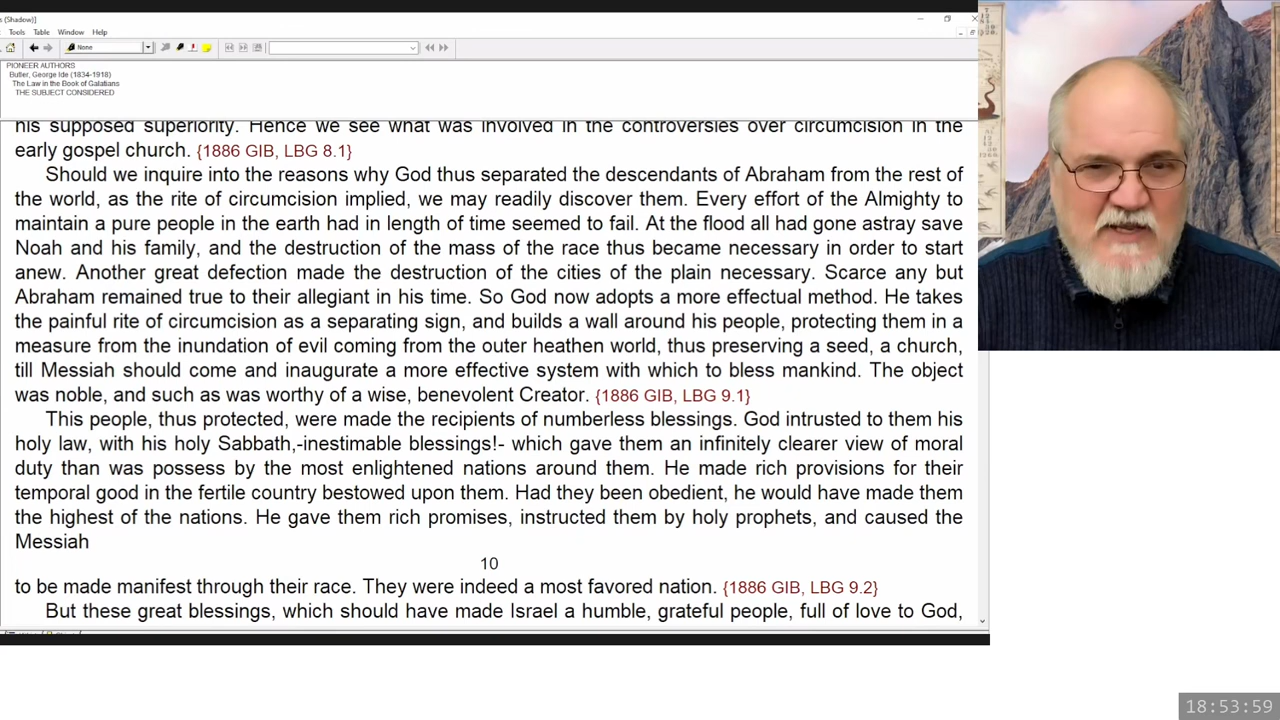 s (Shadow)]
Tools Table Window Help
None
PIONEER AUTHORS
Butler, George Ide (1834-1918)
The Law in the Book of Galatians
THE SUBJECT CONSIDERED
his supposed superiority. Hence we see what was involved in the controversies over circumcision in the
early gospel church. {1886 GIB, LBG 8.1}
Should we inquire into the reasons why God thus separated the descendants of Abraham from the rest of
the world, as the rite of circumcision implied, we may readily discover them. Every effort of the Almighty to
maintain a pure people in the earth had in length of time seemed to fail. At the flood all had gone astray save
Noah and his family, and the destruction of the mass of the race thus became necessary in order to start
anew. Another great defection made the destruction of the cities of the plain necessary. Scarce any but
Abraham remained true to their allegiant in his time. So God now adopts a more effectual method. He takes
the painful rite of circumcision as a separating sign, and builds a wall around his people, protecting them in a
measure from the inundation of evil coming from the outer heathen world, thus preserving a seed, a church,
till Messiah should come and inaugurate a more effective system with which to bless mankind. The object
was noble, and such as was worthy of a wise, benevolent Creator. {1886 GIB, LBG 9.1}
This people, thus protected, were made the recipients of numberless blessings. God intrusted to them his
holy law, with his holy Sabbath,-inestimable blessings!- which gave them an infinitely clearer view of moral
duty than was possess by the most enlightened nations around them. He made rich provisions for their
temporal good in the fertile country bestowed upon them. Had they been obedient, he would have made them
the highest of the nations. He gave them rich promises, instructed them by holy prophets, and caused the
Messiah
10
to be made manifest through their race. They were indeed a most favored nation. {1886 GIB, LBG 9.2}
But these great blessings, which should have made Israel a humble, grateful people, full of love to God,
18:53:59